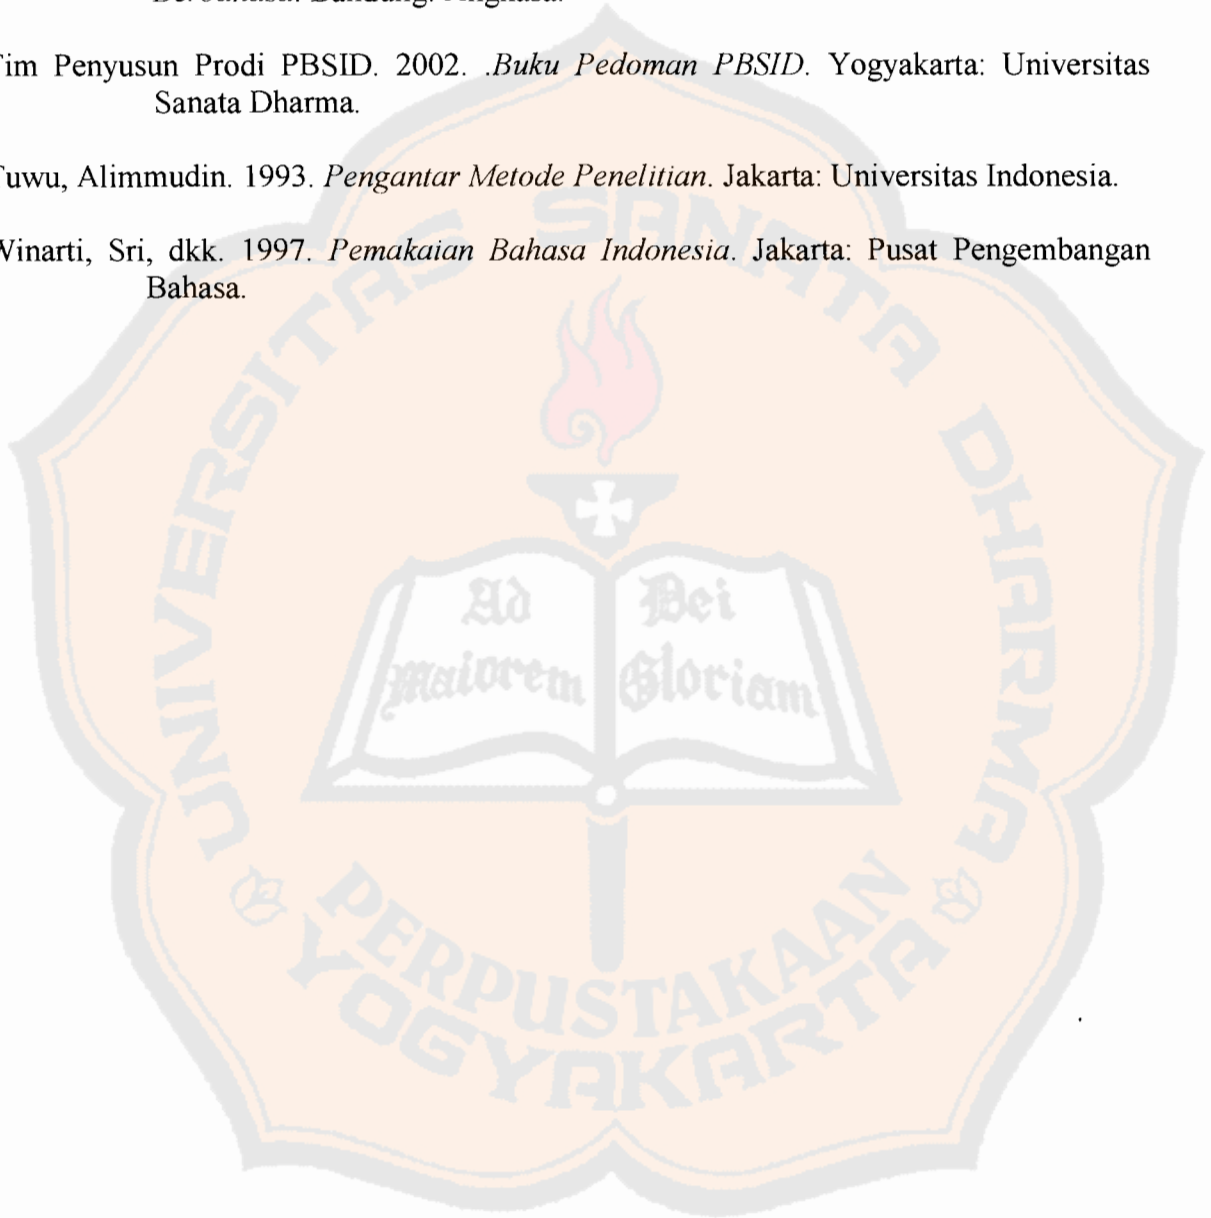 Bandung: Angkasa.
Tim Penyusun Prodi PBSID. 2002. .Buku Pedoman PBSID. Yogyakarta: Universitas
Sanata Dharma.
Tuwu, Alimmudin. 1993. Pengantar Metode Penelitian. Jakarta: Universitas Indonesia.
Winarti, Sri, dkk. 1997. Pemakaian Bahasa Indonesia. Jakarta: Pusat Pengembangan
Bahasa.
UNIVERSITAS SANATA DHARMA
Ad Dei
maiorem Gloriam
PERPUSTAKAAN
YOGYAKARTA